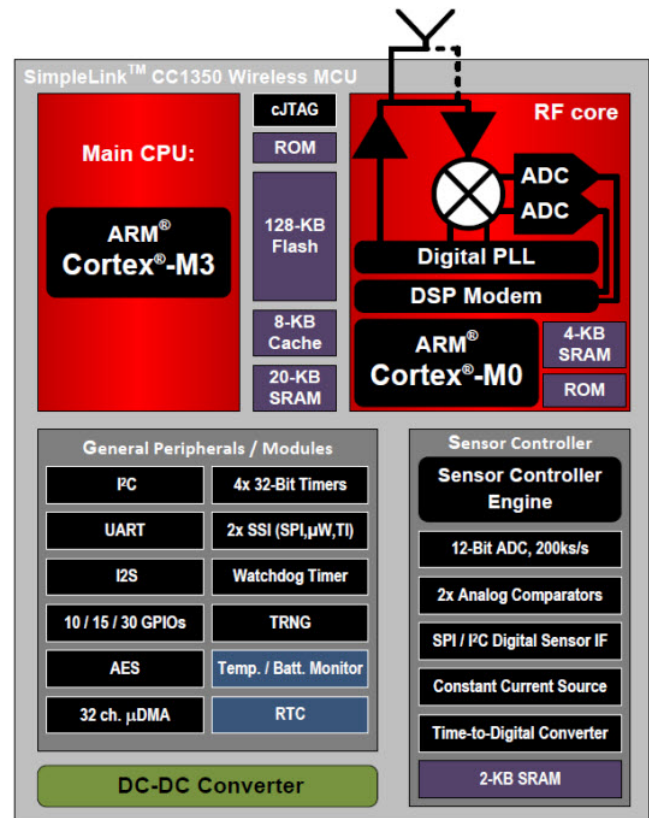 SimpleLink™ CC1350 Wireless MCU
Main CPU:
ARM®
Cortex®-M3
cJTAG
ROM
128-KB
Flash
8-KB
Cache
20-KB
SRAM
RF core
ADC
ADC
Digital PLL
DSP Modem
ARM®
Cortex®-M0
4-KB
SRAM
ROM
General Peripherals / Modules
I²C
4x 32-Bit Timers
UART
2x SSI (SPI,µW,TI)
I2S
Watchdog Timer
10 / 15 / 30 GPIOs
TRNG
AES
Temp. / Batt. Monitor
32 ch. µDMA
RTC
Sensor Controller
Sensor Controller
Engine
12-Bit ADC, 200ks/s
2x Analog Comparators
SPI / I²C Digital Sensor IF
Constant Current Source
Time-to-Digital Converter
2-KB SRAM
DC-DC Converter